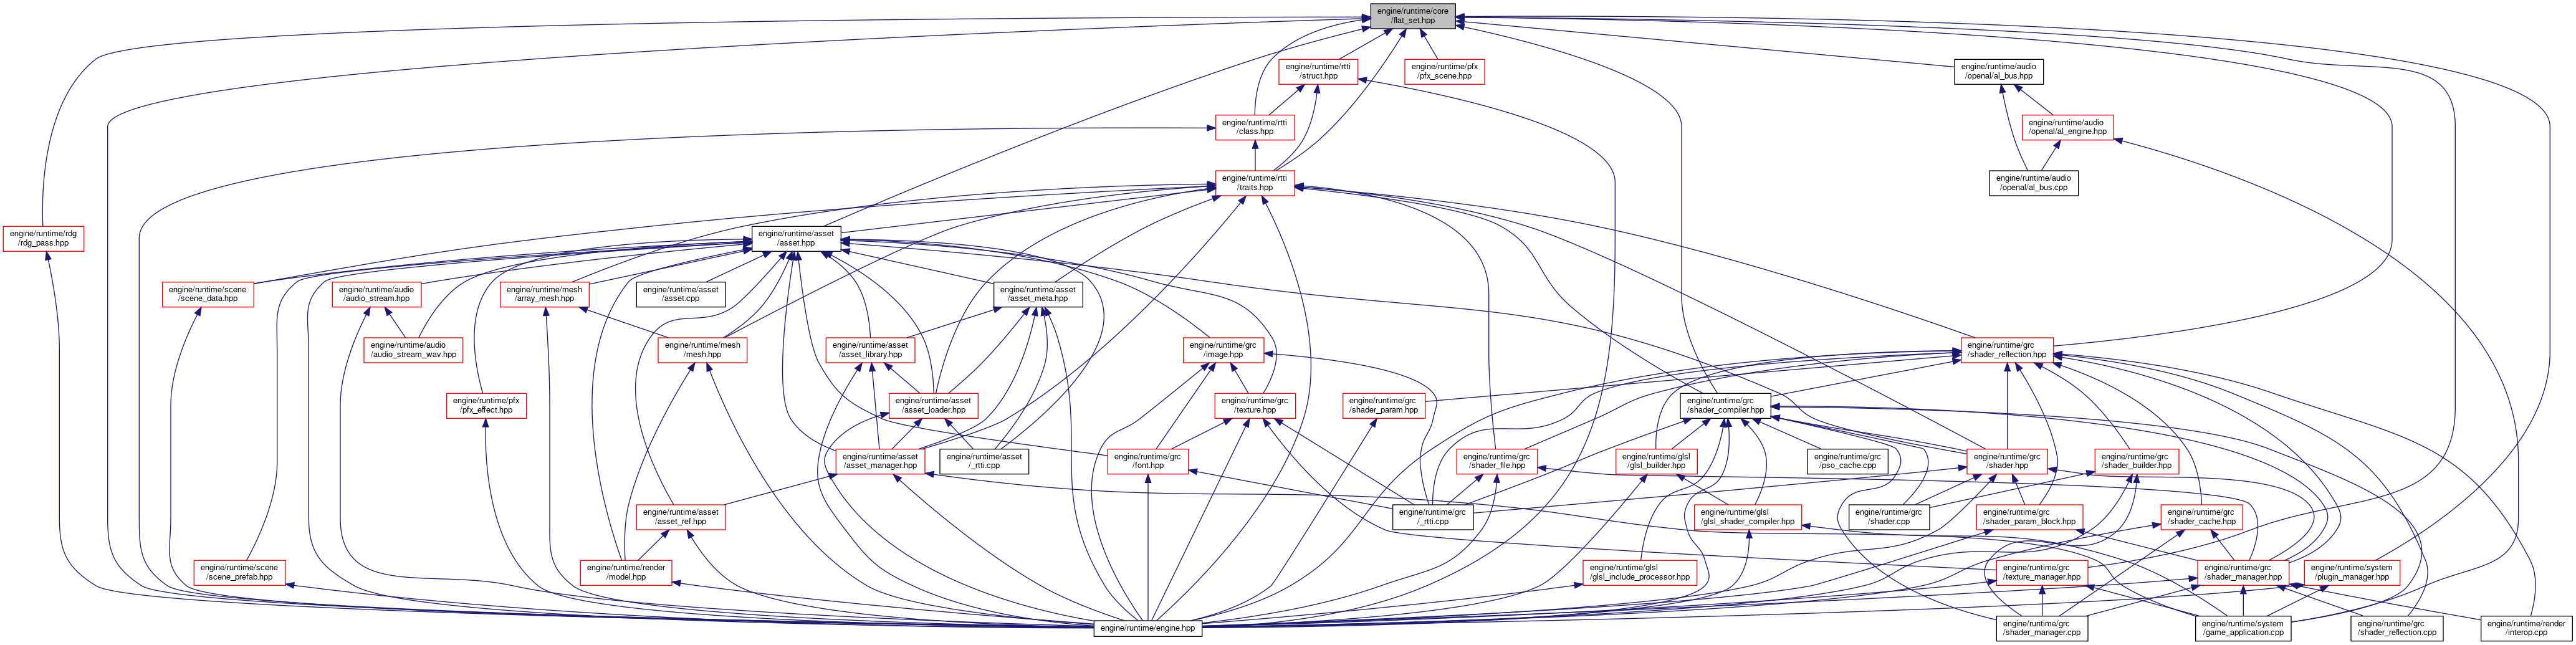 engine/runtime/core
/flat_set.hpp
engine/runtime/rtti
/struct.hpp
engine/runtime/pfx
/pfx_scene.hpp
engine/runtime/audio
/openal/al_bus.hpp
engine/runtime/rtti
/class.hpp
engine/runtime/audio
/openal/al_engine.hpp
engine/runtime/rtti
/traits.hpp
engine/runtime/audio
/openal/al_bus.cpp
engine/runtime/rdg
/rdg_pass.hpp
engine/runtime/asset
/asset.hpp
engine/runtime/scene
/scene_data.hpp
engine/runtime/audio
/audio_stream.hpp
engine/runtime/mesh
/array_mesh.hpp
engine/runtime/asset
/asset.cpp
engine/runtime/asset
/asset_meta.hpp
engine/runtime/audio
/audio_stream_wav.hpp
engine/runtime/mesh
/mesh.hpp
engine/runtime/asset
/asset_library.hpp
engine/runtime/grc
/image.hpp
engine/runtime/grc
/shader_reflection.hpp
engine/runtime/pfx
/pfx_effect.hpp
engine/runtime/asset
/asset_loader.hpp
engine/runtime/grc
/texture.hpp
engine/runtime/grc
/shader_param.hpp
engine/runtime/grc
/shader_compiler.hpp
engine/runtime/asset
/asset_manager.hpp
engine/runtime/asset
/_rtti.cpp
engine/runtime/grc
/font.hpp
engine/runtime/grc
/shader_file.hpp
engine/runtime/glsl
/glsl_builder.hpp
engine/runtime/grc
/pso_cache.cpp
engine/runtime/grc
/shader.hpp
engine/runtime/grc
/shader_builder.hpp
engine/runtime/asset
/asset_ref.hpp
engine/runtime/grc
/_rtti.cpp
engine/runtime/glsl
/glsl_shader_compiler.hpp
engine/runtime/grc
/shader.cpp
engine/runtime/grc
/shader_param_block.hpp
engine/runtime/grc
/shader_cache.hpp
engine/runtime/scene
/scene_prefab.hpp
engine/runtime/render
/model.hpp
engine/runtime/glsl
/glsl_include_processor.hpp
engine/runtime/grc
/texture_manager.hpp
engine/runtime/grc
/shader_manager.hpp
engine/runtime/system
/plugin_manager.hpp
engine/runtime/engine.hpp
engine/runtime/grc
/shader_manager.cpp
engine/runtime/system
/game_application.cpp
engine/runtime/grc
/shader_reflection.cpp
engine/runtime/render
/interop.cpp